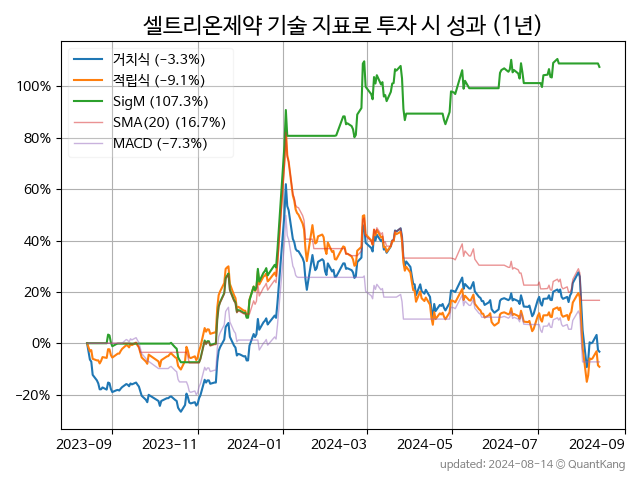 셀트리온제약 기술 지표로 투자 시 성과 (1년)
거치식 (−3.3%)
적립식 (−9.1%)
SigM (107.3%)
SMA(20) (16.7%)
MACD (−7.3%)
100%
80%
60%
40%
20%
0%
−20%
2023-09 2023-11 2024-01 2024-03 2024-05 2024-07 2024-09
updated: 2024-08-14 © QuantKang